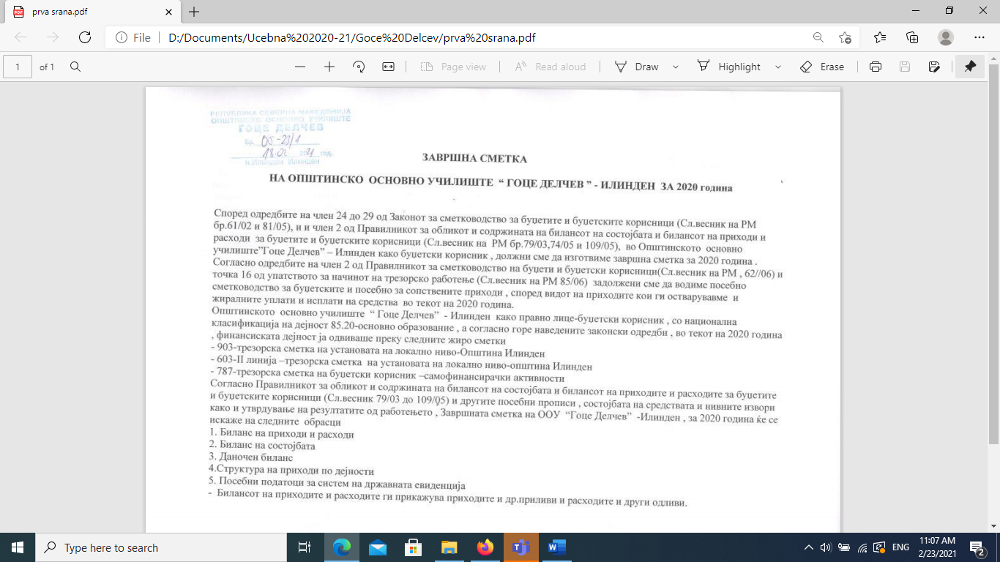 prva srana.pdf
File D:/Documents/Ucebna%202020-21/Goce%20Delcev/prva%20srana.pdf
1 of 1 Page view Read aloud Draw Highlight Erase
РЕПУБЛИКА СЕВЕРНА МАКЕДОНИЈА
ОПШТИНСКО ОСНОВНО УЧИЛИШТЕ
ГОЦЕ ДЕЛЧЕВ
Бр. 05-23/1
18.02 2021 год.
н.Илинден Илинден
ЗАВРШНА СМЕТКА
НА ОПШТИНСКО ОСНОВНО УЧИЛИШТЕ “ ГОЦЕ ДЕЛЧЕВ ” - ИЛИНДЕН ЗА 2020 година
Според одредбите на член 24 до 29 од Законот за сметководство за буџетите и буџетските корисници (Сл.весник на РМ
бр.61/02 и 81/05), и и член 2 од Правилникот за обликот и содржината на билансот на состојбата и билансот на приходи и
расходи за буџетите и буџетските корисници (Сл.весник на РМ бр.79/03,74/05 и 109/05), во Општинското основно
училиште”Гоце Делчев” – Илинден како буџетски корисник , должни сме да изготвиме завршна сметка за 2020 година .
Согласно одредбите на член 2 од Правилникот за сметководство на буџети и буџетски корисници(Сл.весник на РМ , 62//06) и
точка 16 од упатството за начинот на трезорско работење (Сл.весник на РМ 85/06) задолжени сме да водиме посебно
сметководство за буџетските и посебно за сопствените приходи , според видот на приходите кои ги остварувавме и
жиралните уплати и исплати на средства во текот на 2020 година.
Општинското основно училиште “ Гоце Делчев” - Илинден како правно лице-буџетски корисник , со национална
класификација на дејност 85.20-основно образование , а согласно горе наведените законски одредби , во текот на 2020 година
, финансиската дејност ја одвиваше преку следните жиро сметки
- 903-трезорска сметка на установата на локално ниво-Општина Илинден
- 603-II линија –трезорска сметка на установата на локално ниво-општина Илинден
- 787-трезорска сметка на буџетски корисник –самофинансирачки активности
Согласно Правилникот за обликот и содржината на билансот на состојбата и билансот на приходите и расходите за буџетите
и буџетските корисници (Сл.весник 79/03 до 109/05) и другите посебни прописи , состојбата на средствата и нивните извори
како и утврдување на резултатите од работењето , Завршната сметка на ООУ “Гоце Делчев” -Илинден , за 2020 година ќе се
искаже на следните обрасци
1. Биланс на приходи и расходи
2. Биланс на состојбата
3. Даночен биланс
4.Структура на приходи по дејности
5. Посебни податоци за систем на државната евиденција
- Билансот на приходите и расходите ги прикажува приходите и др.приливи и расходите и други одливи.
Type here to search ENG 11:07 AM
2/23/2021 2